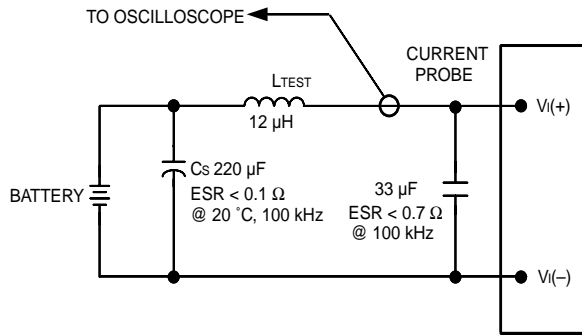 TO OSCILLOSCOPE
CURRENT
PROBE
LTEST
12 µH
VI(+)
CS 220 µF
ESR < 0.1 Ω
@ 20 ˚C, 100 kHz
BATTERY
33 µF
ESR < 0.7 Ω
@ 100 kHz
VI(–)